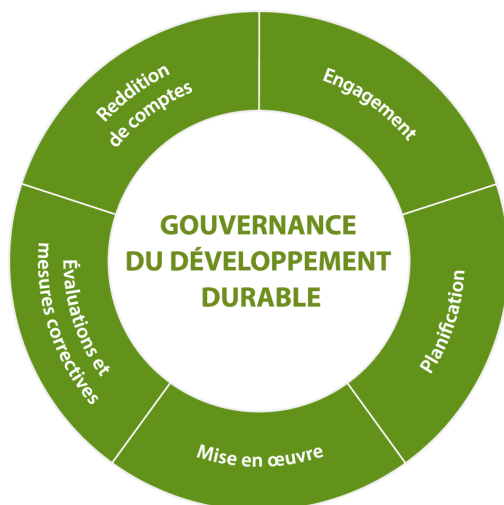 GOUVERNANCE
DU DÉVELOPPEMENT
DURABLE
Engagement
Planification
Mise en œuvre
Évaluations et
mesures correctives
Reddition
de comptes